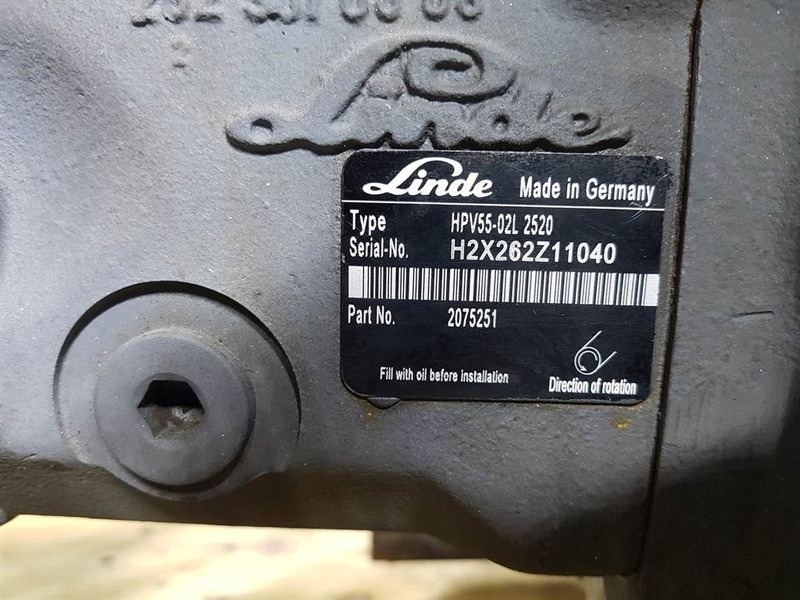 Linde
Linde Made in Germany
Type HPV55-02L 2520
Serial-No. H2X262Z11040
Part No. 2075251
Fill with oil before installation
Direction of rotation